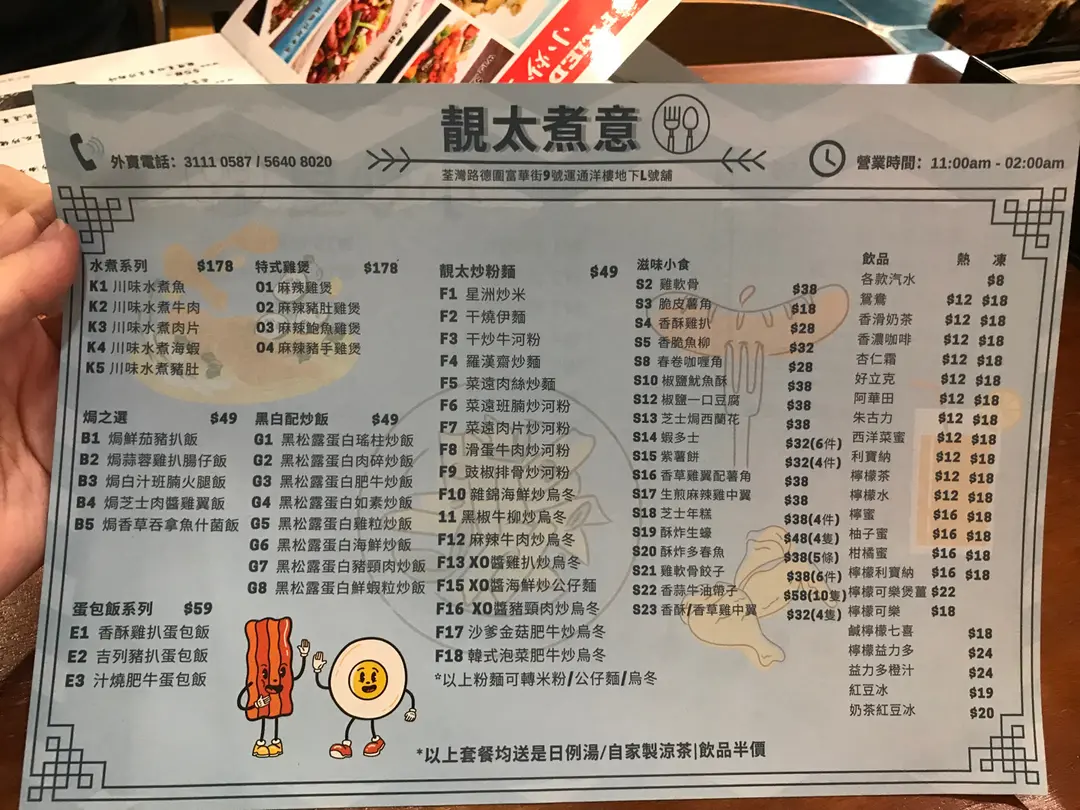 靚太煮意
外賣電話：3111 0587 / 5640 8020
荃灣路德圍富華街9號運通洋樓地下L號舖
營業時間：11:00am - 02:00am
水煮系列 $178
K1 川味水煮魚
K2 川味水煮牛肉
K3 川味水煮肉片
K4 川味水煮海蝦
K5 川味水煮豬肚
特式雞煲 $178
O1 麻辣雞煲
O2 麻辣豬肚雞煲
O3 麻辣鮑魚雞煲
O4 麻辣豬手雞煲
焗之選 $49
B1 焗鮮茄豬扒飯
B2 焗蒜蓉雞扒腸仔飯
B3 焗白汁班腩火腿飯
B4 焗芝士肉醬雞翼飯
B5 焗香草吞拿魚什菌飯
黑白配炒飯 $49
G1 黑松露蛋白瑤柱炒飯
G2 黑松露蛋白肉碎炒飯
G3 黑松露蛋白肥牛炒飯
G4 黑松露蛋白如素炒飯
G5 黑松露蛋白雞粒炒飯
G6 黑松露蛋白海鮮炒飯
G7 黑松露蛋白豬頸肉炒飯
G8 黑松露蛋白鮮蝦粒炒飯
蛋包飯系列 $59
E1 香酥雞扒蛋包飯
E2 吉列豬扒蛋包飯
E3 汁燒肥牛蛋包飯
靚太炒粉麵 $49
F1 星洲炒米
F2 干燒伊麵
F3 干炒牛河粉
F4 羅漢齋炒麵
F5 菜遠肉絲炒麵
F6 菜遠班腩炒河粉
F7 菜遠肉片炒河粉
F8 滑蛋牛肉炒河粉
F9 豉椒排骨炒河粉
F10 雜錦海鮮炒烏冬
11 黑椒牛柳炒烏冬
F12 麻辣牛肉炒烏冬
F13 XO醬雞扒炒烏冬
F15 XO醬海鮮炒公仔麵
F16 XO醬豬頸肉炒烏冬
F17 沙爹金菇肥牛炒烏冬
F18 韓式泡菜肥牛炒烏冬
*以上粉麵可轉米粉/公仔麵/烏冬
滋味小食
S2 雞軟骨 $38
S3 脆皮薯角 $18
S4 香酥雞扒 $28
S5 香脆魚柳 $32
S8 春卷咖喱角 $28
S10 椒鹽魷魚酥 $38
S12 椒鹽一口豆腐 $38
S13 芝士焗西蘭花 $38
S14 蝦多士 $32(6件)
S15 紫薯餅 $32(4件)
S16 香草雞翼配薯角 $38
S17 生煎麻辣雞中翼 $38
S18 芝士年糕 $38(4件)
S19 酥炸生蠔 $48(4隻)
S20 酥炸多春魚 $38(5條)
S21 雞軟骨餃子 $38(6件)
S22 香蒜牛油帶子 $58(10隻)
S23 香酥/香草雞中翼 $32(4隻)
飲品 熱 凍
各款汽水 $8
鴛鴦 $12 $18
香滑奶茶 $12 $18
香濃咖啡 $12 $18
杏仁霜 $12 $18
好立克 $12 $18
阿華田 $12 $18
朱古力 $12 $18
西洋菜蜜 $12 $18
利賓納 $12 $18
檸檬茶 $12 $18
檸檬水 $12 $18
檸蜜 $16 $18
柚子蜜 $16 $18
柑橘蜜 $16 $18
檸檬利賓納 $16 $18
檸檬可樂煲薑 $22
檸檬可樂 $18
鹹檸檬七喜 $18
檸檬益力多 $24
益力多橙汁 $24
紅豆冰 $19
奶茶紅豆冰 $20
*以上套餐均送是日例湯/自家製涼茶|飲品半價